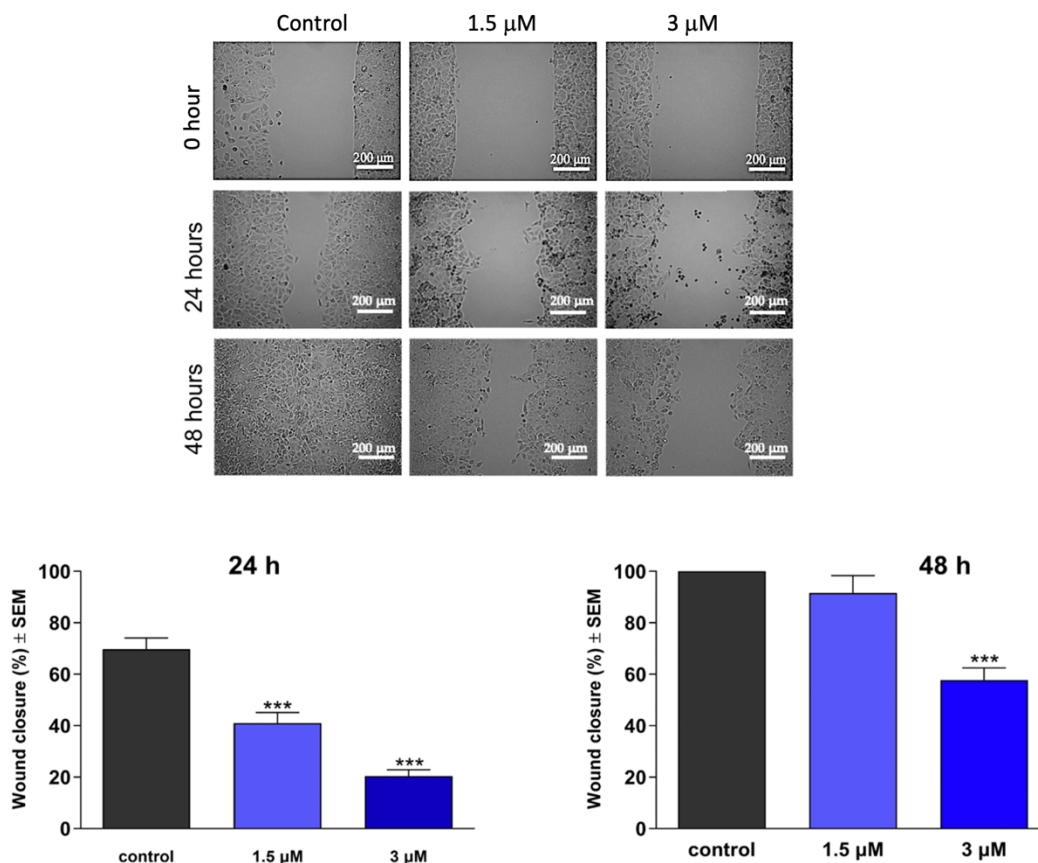 Control 1.5 µM 3 µM
0 hour
200 µm 200 µm 200 µm
24 hours
200 µm 200 µm 200 µm
48 hours
200 µm 200 µm 200 µm
24 h
Wound closure (%) ± SEM
100
80
60
40
20
0
***
***
control 1.5 µM 3 µM
48 h
Wound closure (%) ± SEM
100
80
60
40
20
0
***
control 1.5 µM 3 µM